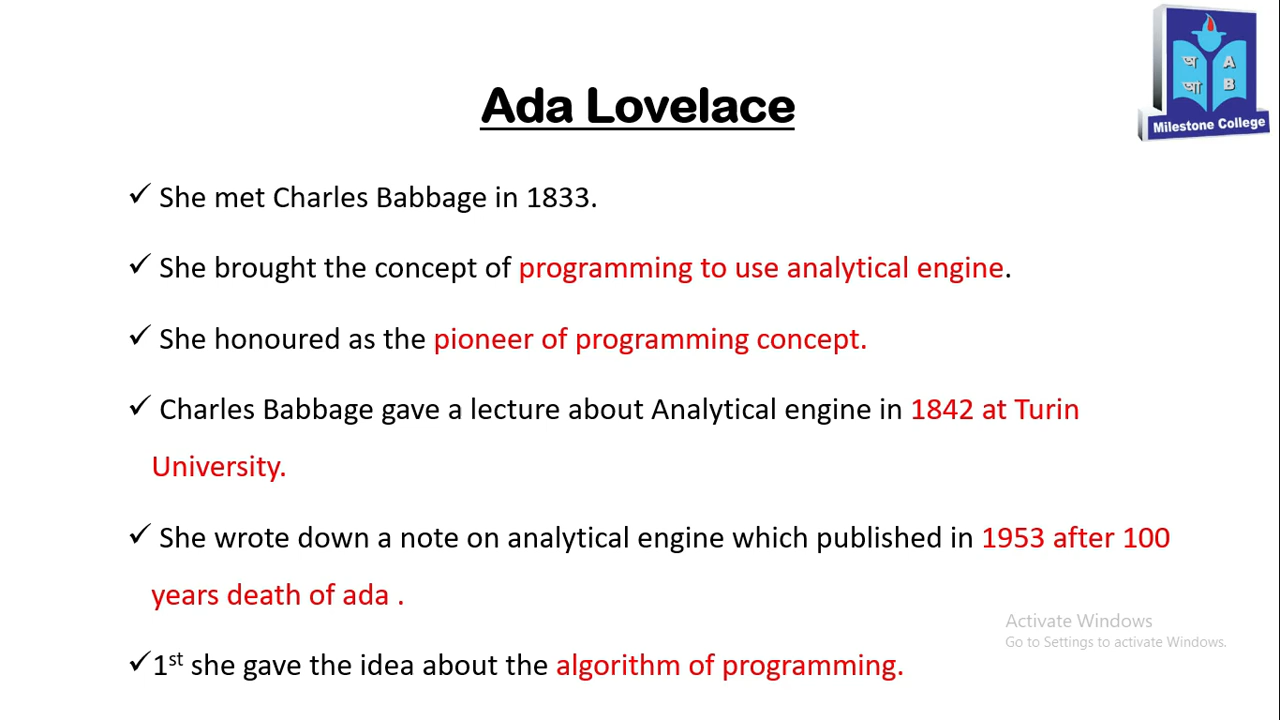 অ A
আ B
Milestone College
Ada Lovelace
✓ She met Charles Babbage in 1833.
✓ She brought the concept of programming to use analytical engine.
✓ She honoured as the pioneer of programming concept.
✓ Charles Babbage gave a lecture about Analytical engine in 1842 at Turin
University.
✓ She wrote down a note on analytical engine which published in 1953 after 100
years death of ada .
✓ 1st she gave the idea about the algorithm of programming.
Activate Windows
Go to Settings to activate Windows.